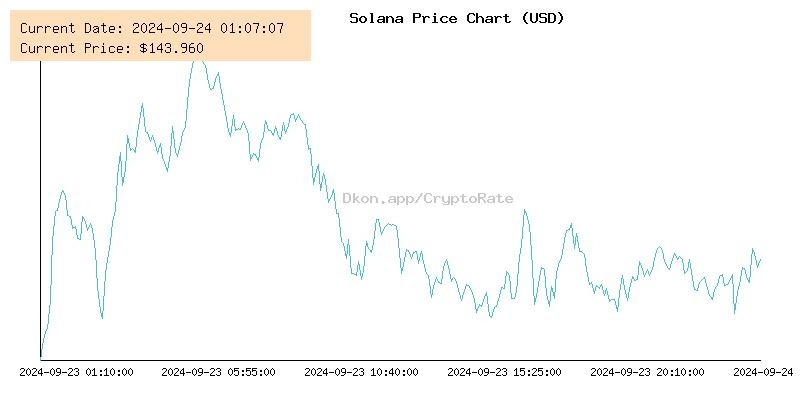 Solana Price Chart (USD)
Current Date: 2024-09-24 01:07:07
Current Price: $143.960
Dkon.app/CryptoRate
2024-09-23 01:10:00
2024-09-23 05:55:00
2024-09-23 10:40:00
2024-09-23 15:25:00
2024-09-23 20:10:00
2024-09-24